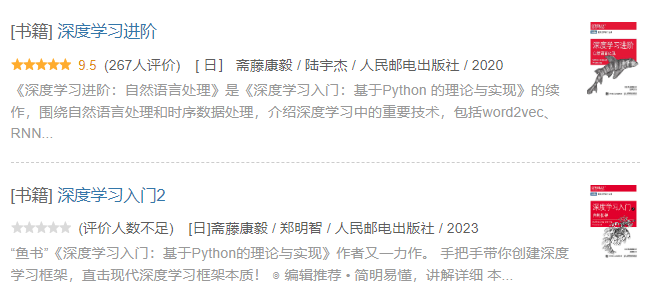 [书籍] 深度学习进阶
9.5 (267人评价) [ 日] 斋藤康毅 / 陆宇杰 / 人民邮电出版社 / 2020
《深度学习进阶：自然语言处理》是《深度学习入门：基于Python 的理论与实现》的续
作，围绕自然语言处理和时序数据处理，介绍深度学习中的重要技术，包括word2vec、
RNN...
深度学习进阶
[书籍] 深度学习入门2
(评价人数不足) [日]斋藤康毅 / 郑明智 / 人民邮电出版社 / 2023
“鱼书”《深度学习入门：基于Python的理论与实现》作者又一力作。 手把手带你创建深度
学习框架，直击现代深度学习框架本质！ ◎ 编辑推荐 • 简明易懂，讲解详细 本...
深度学习入门2